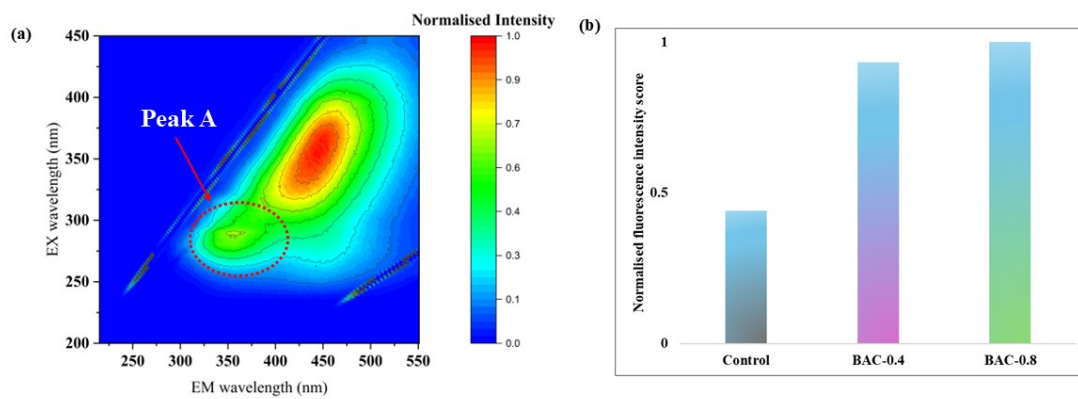 (a)
Normalised Intensity
Peak A
EX wavelength (nm)
450
400
350
300
250
200
250
300
350
400
450
500
550
EM wavelength (nm)
1.0
0.9
0.8
0.7
0.6
0.5
0.4
0.3
0.2
0.1
0.0
(b)
Normalised fluorescence intensity score
1
0.5
0
Control
BAC-0.4
BAC-0.8